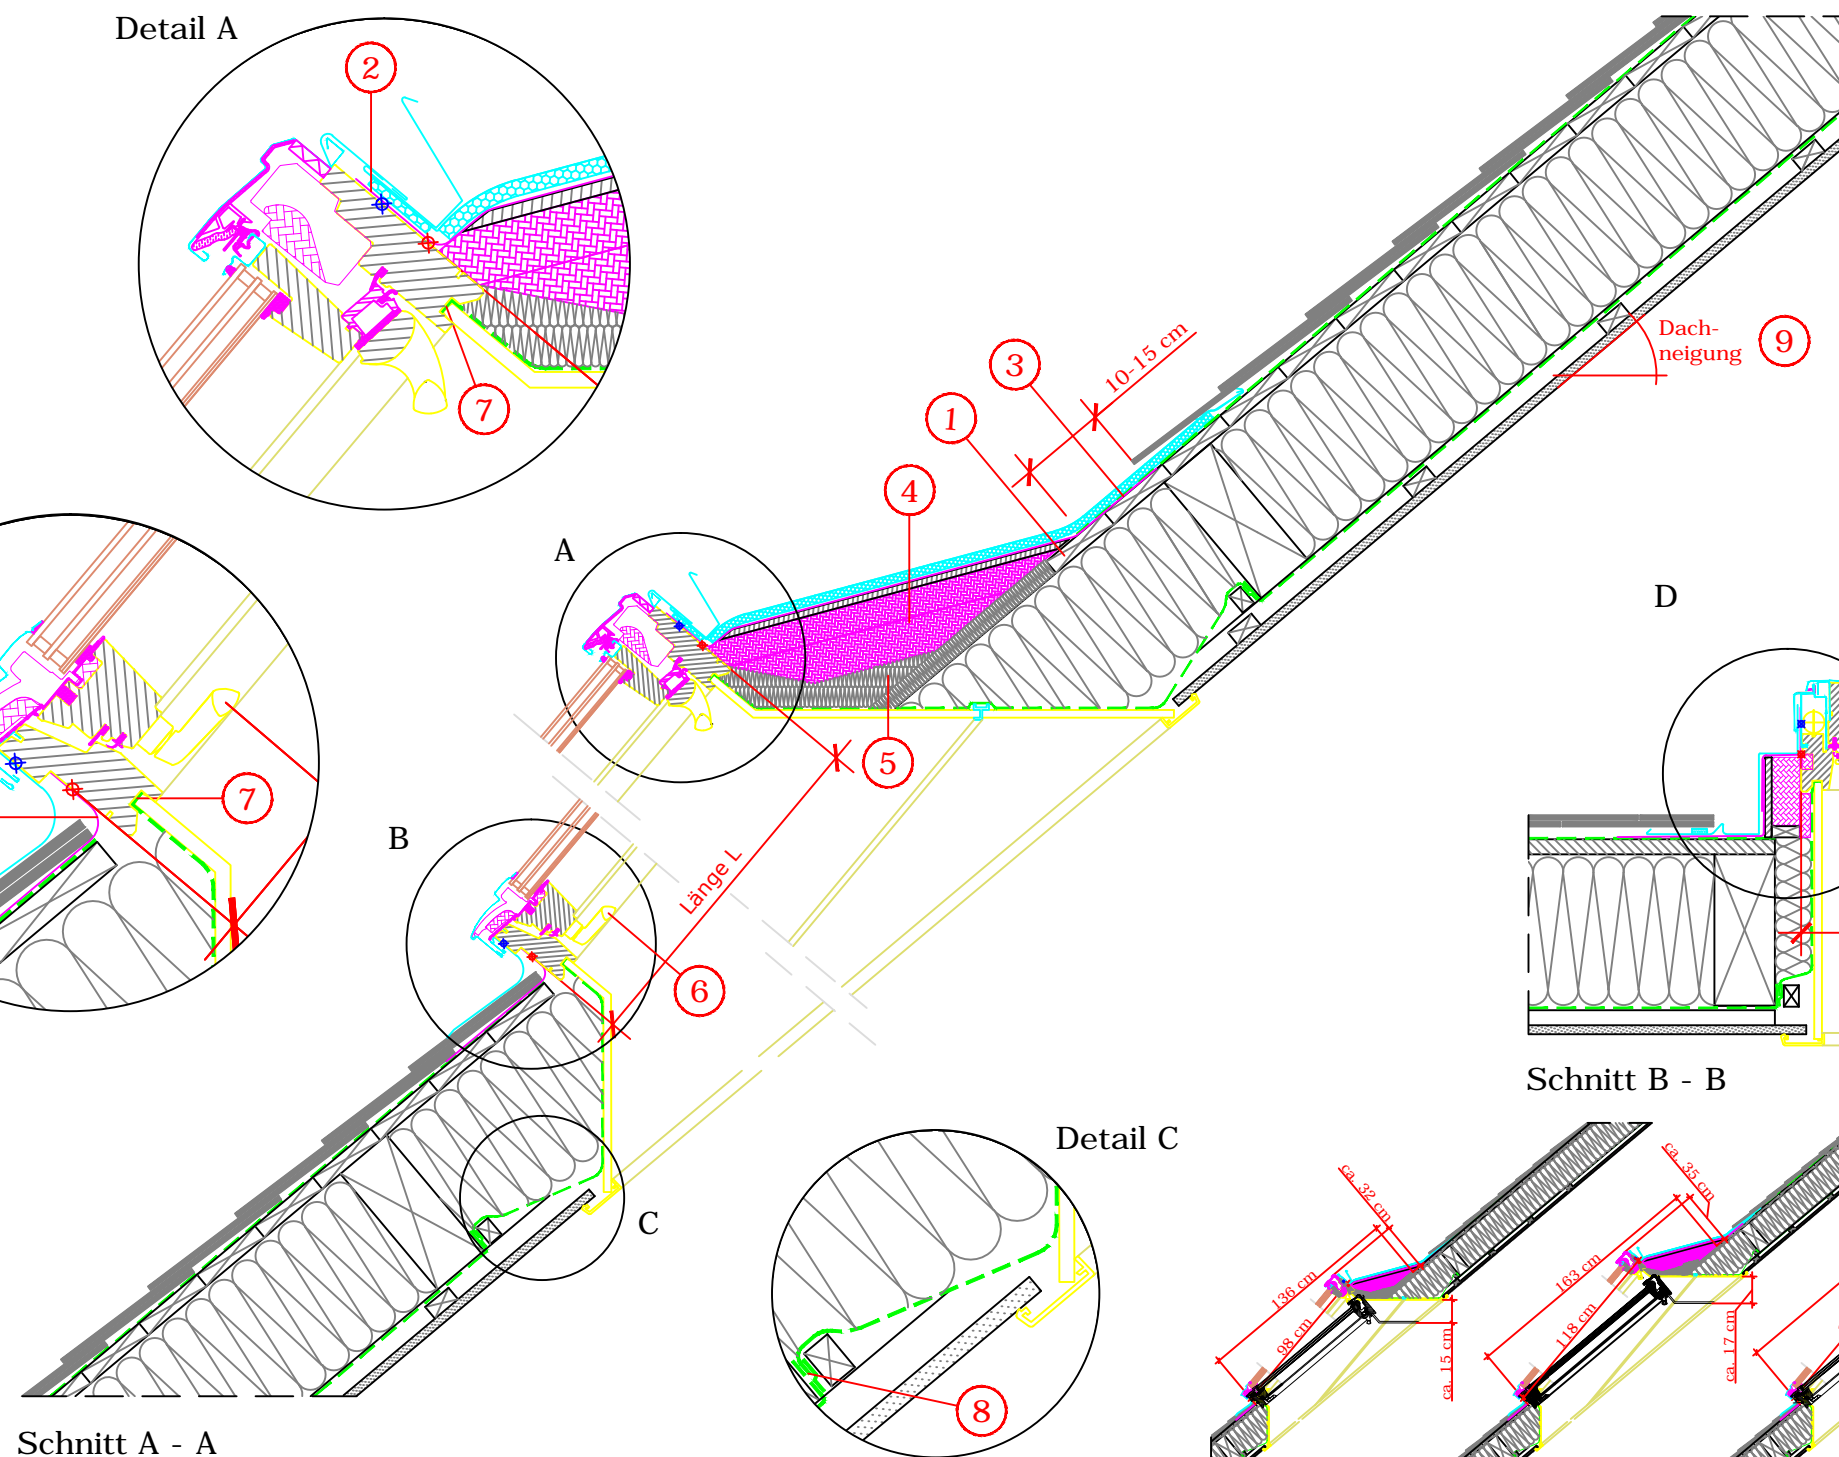 Detail A
2
7
7
A
B
C
D
3
1
4
5
6
10-15 cm
Dach-
neigung
9
Länge L
Schnitt B - B
Detail C
8
Schnitt A - A
ca. 32 cm
136 cm
98 cm
ca. 15 cm
ca. 35 cm
163 cm
118 cm
ca. 17 cm